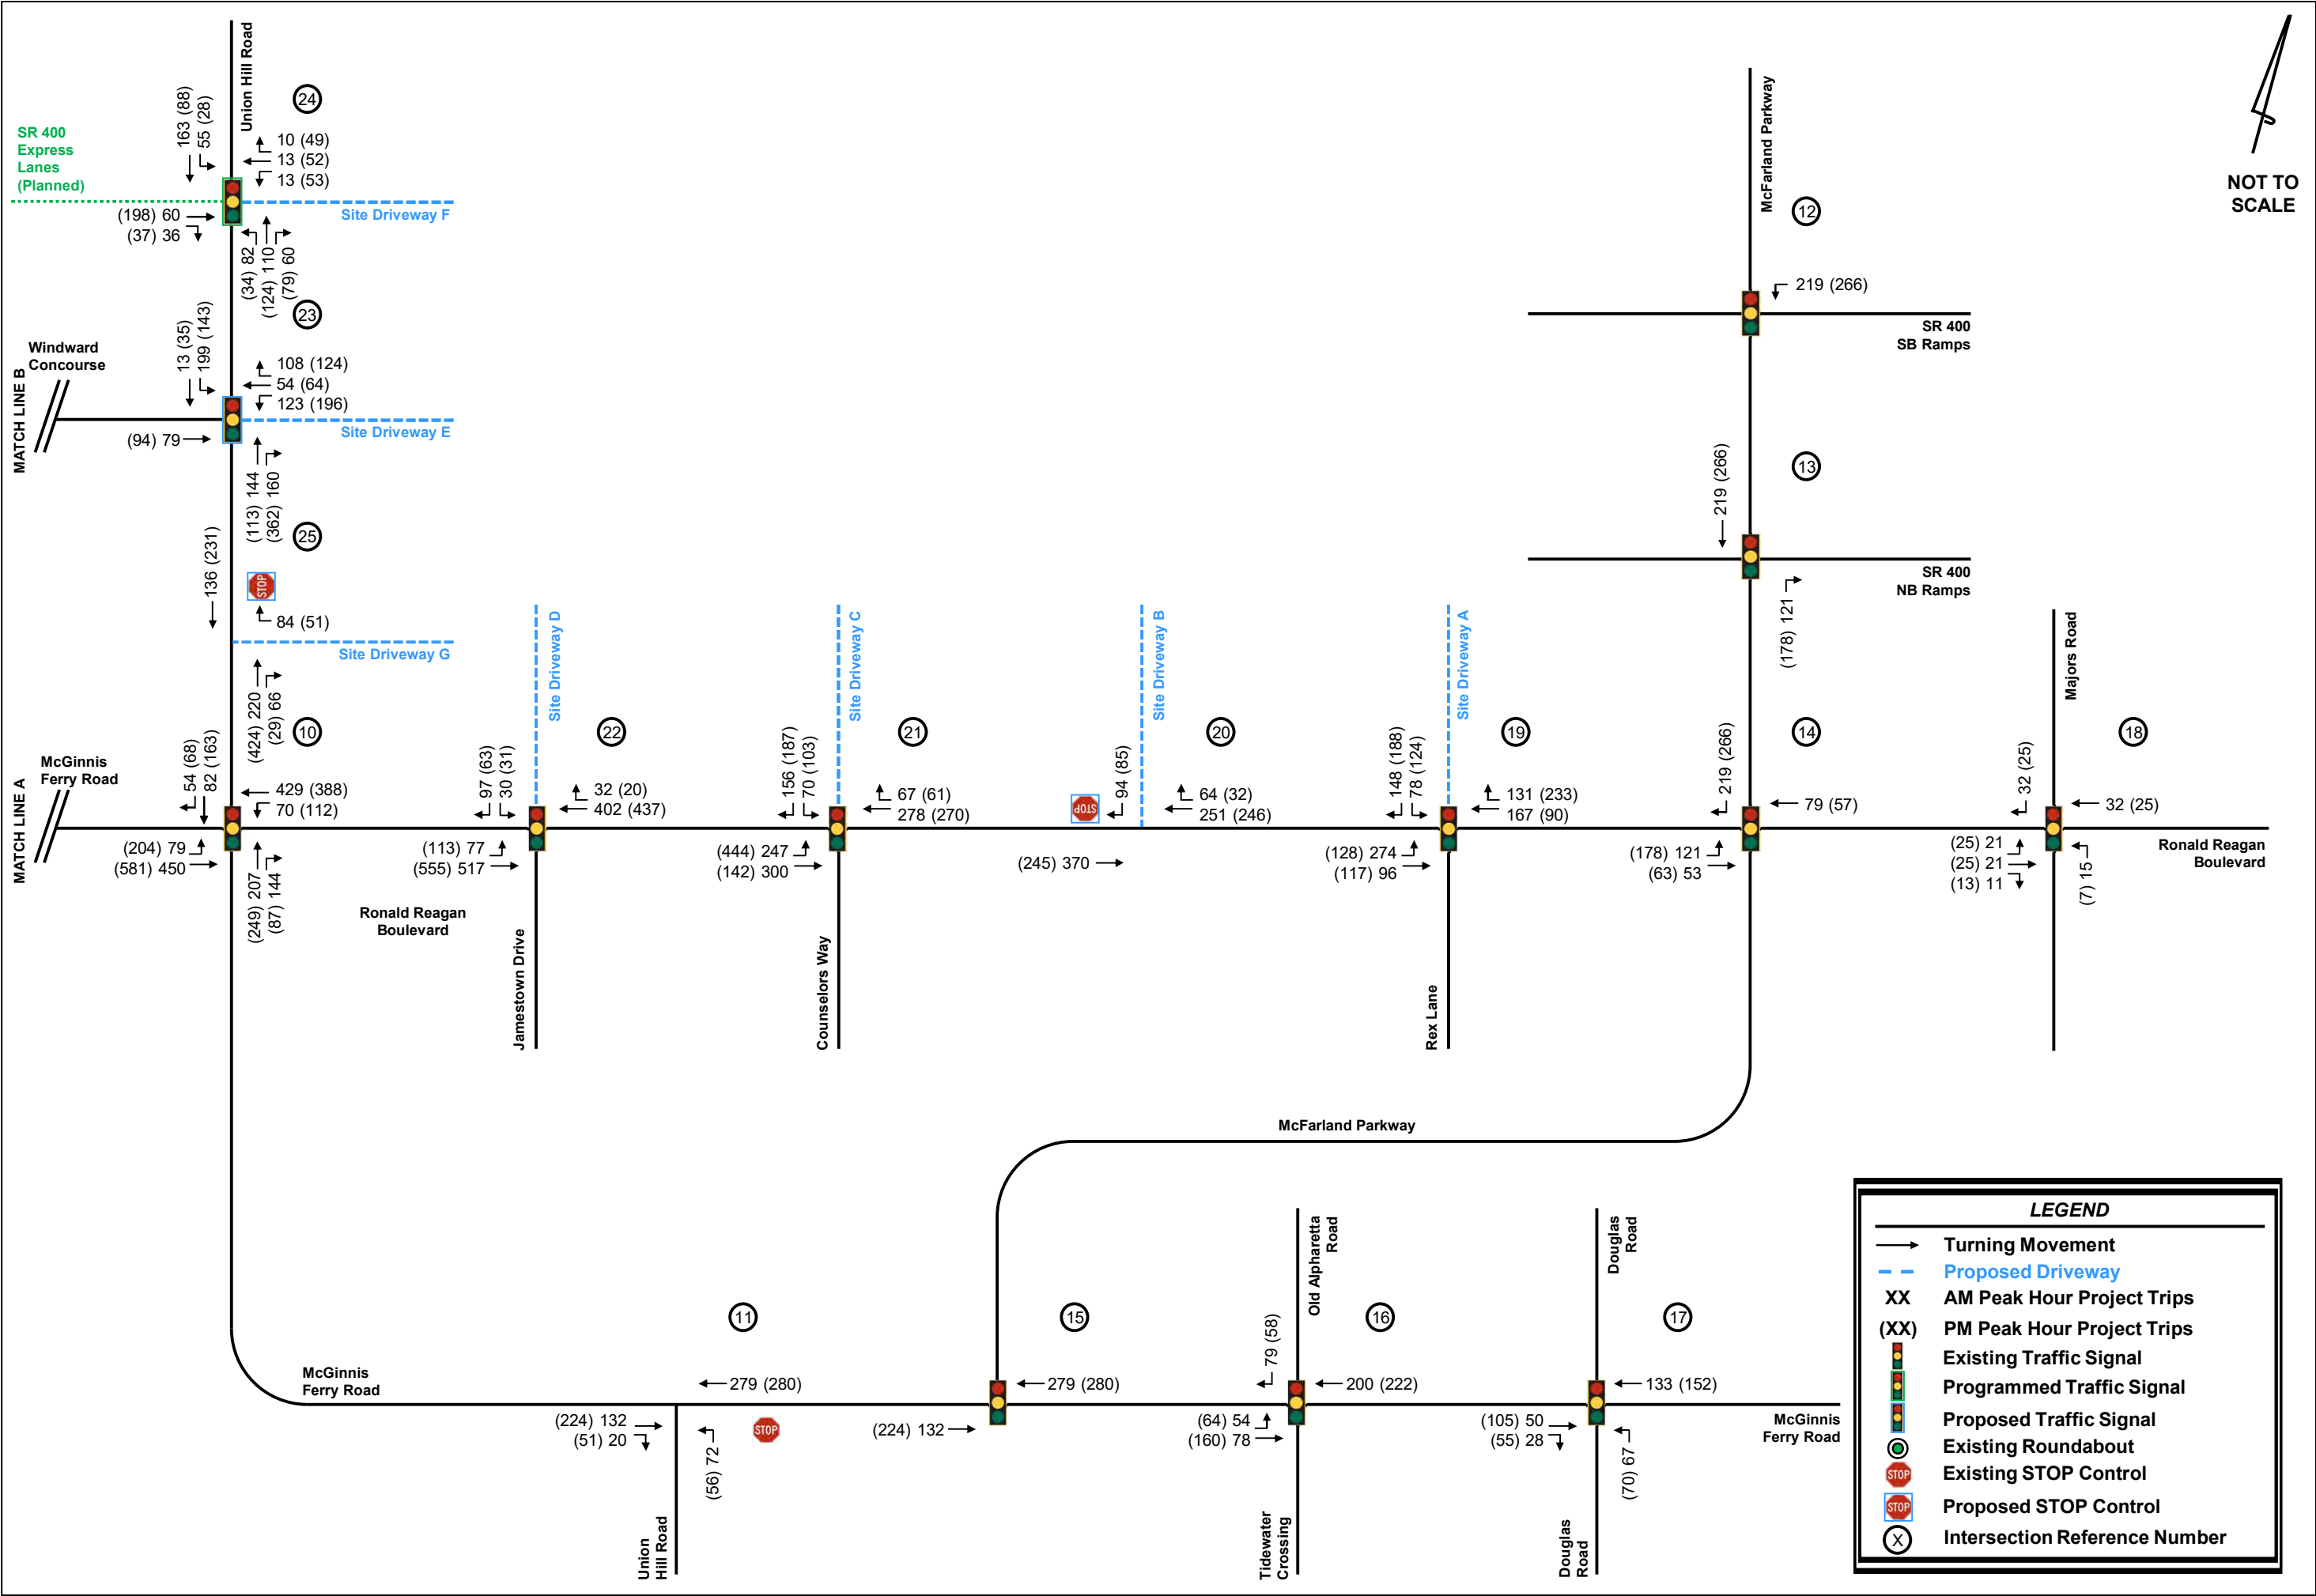 Union Hill Road
24
163 (88)
55 (28)
10 (49)
13 (52)
13 (53)
SR 400
Express
Lanes
(Planned)
Site Driveway F
(198) 60
(37) 36
(34) 82
(124) 110
(79) 60
23
13 (35)
199 (143)
108 (124)
54 (64)
123 (196)
Windward
Concourse
MATCH LINE B
(94) 79
Site Driveway E
(113) 144
(362) 160
25
136 (231)
STOP
84 (51)
Site Driveway G
(424) 220
(29) 66
10
54 (68)
82 (163)
429 (388)
70 (112)
McGinnis
Ferry Road
MATCH LINE A
(204) 79
(581) 450
(249) 207
(87) 144
Ronald Reagan
Boulevard
Site Driveway D
22
97 (63)
30 (31)
32 (20)
402 (437)
(113) 77
(555) 517
Jamestown Drive
Site Driveway C
21
156 (187)
70 (103)
67 (61)
278 (270)
(444) 247
(142) 300
Counselors Way
Site Driveway B
20
STOP
94 (85)
64 (32)
251 (246)
(245) 370
Site Driveway A
19
148 (188)
78 (124)
131 (233)
167 (90)
(128) 274
(117) 96
Rex Lane
McFarland Parkway
12
219 (266)
SR 400
SB Ramps
13
219 (266)
SR 400
NB Ramps
(178) 121
14
219 (266)
79 (57)
(178) 121
(63) 53
Majors Road
18
32 (25)
32 (25)
(25) 21
(25) 21
(13) 11
(7) 15
Ronald Reagan
Boulevard
NOT TO
SCALE
McFarland Parkway
McGinnis
Ferry Road
11
279 (280)
(224) 132
(51) 20
(56) 72
STOP
Union
Hill Road
15
279 (280)
(224) 132
Old Alpharetta
Road
16
79 (58)
200 (222)
(64) 54
(160) 78
Tidewater
Crossing
Douglas
Road
17
133 (152)
(105) 50
(55) 28
(70) 67
Douglas
Road
McGinnis
Ferry Road
LEGEND
Turning Movement
Proposed Driveway
XX AM Peak Hour Project Trips
(XX) PM Peak Hour Project Trips
Existing Traffic Signal
Programmed Traffic Signal
Proposed Traffic Signal
Existing Roundabout
STOP Existing STOP Control
STOP Proposed STOP Control
X Intersection Reference Number